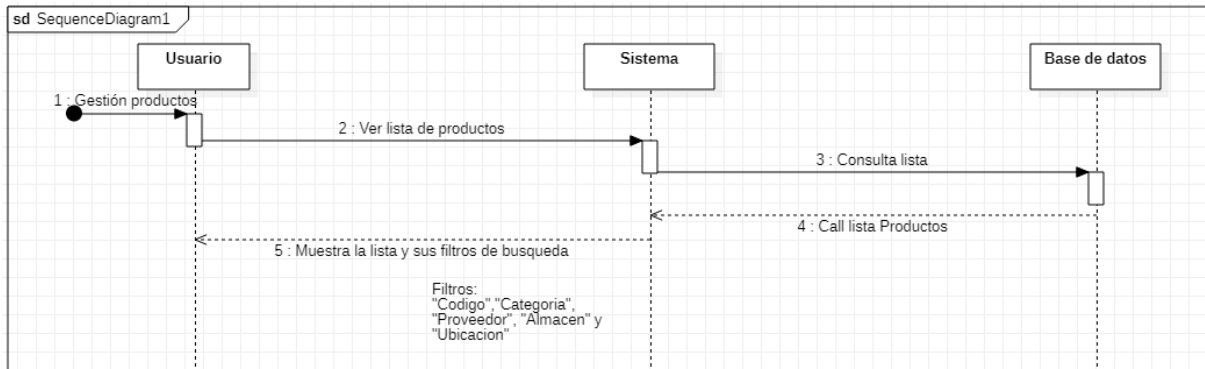 sd SequenceDiagram1
Usuario
Sistema
Base de datos
1 : Gestión productos
2 : Ver lista de productos
3 : Consulta lista
4 : Call lista Productos
5 : Muestra la lista y sus filtros de busqueda
Filtros:
"Codigo","Categoria",
"Proveedor", "Almacen" y
"Ubicacion"